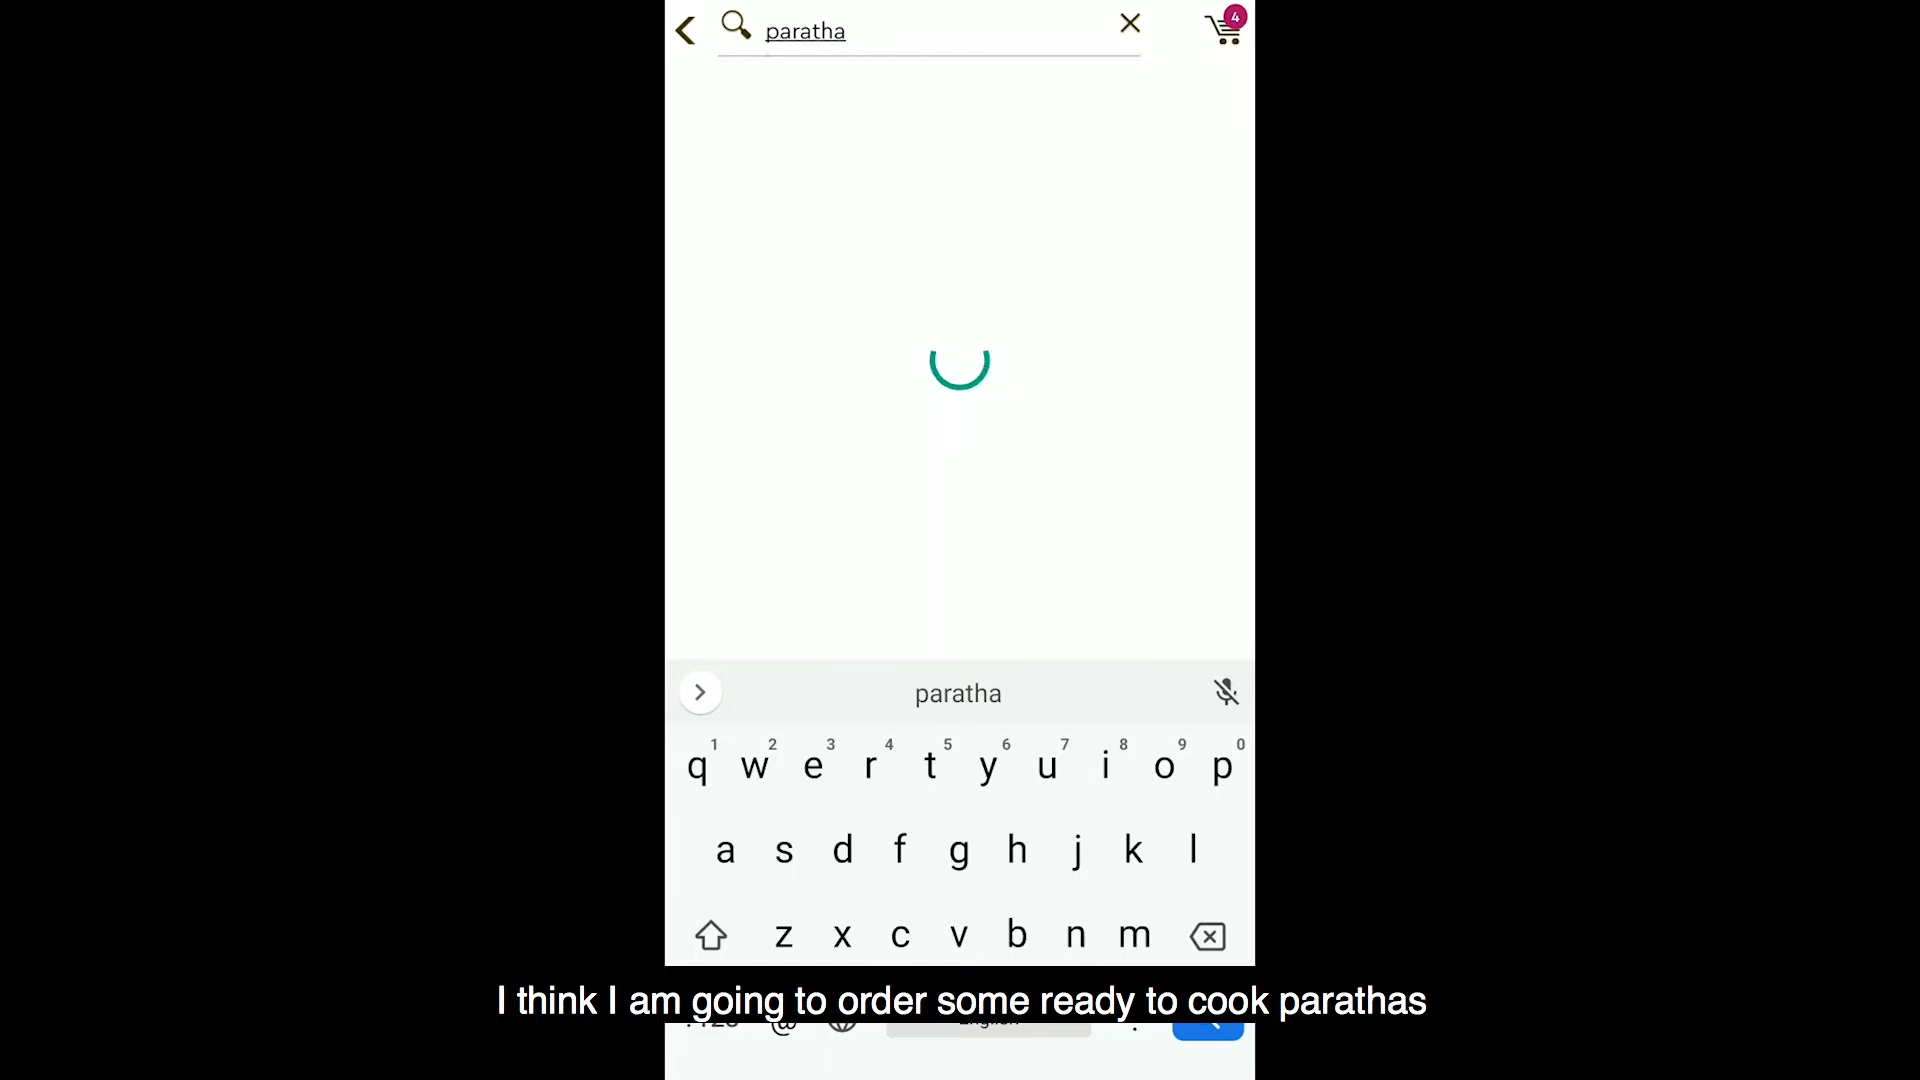 paratha
4
paratha
1 2 3 4 5 6 7 8 9 0
q w e r t y u i o p
a s d f g h j k l
z x c v b n m
I think I am going to order some ready to cook parathas
@ English .